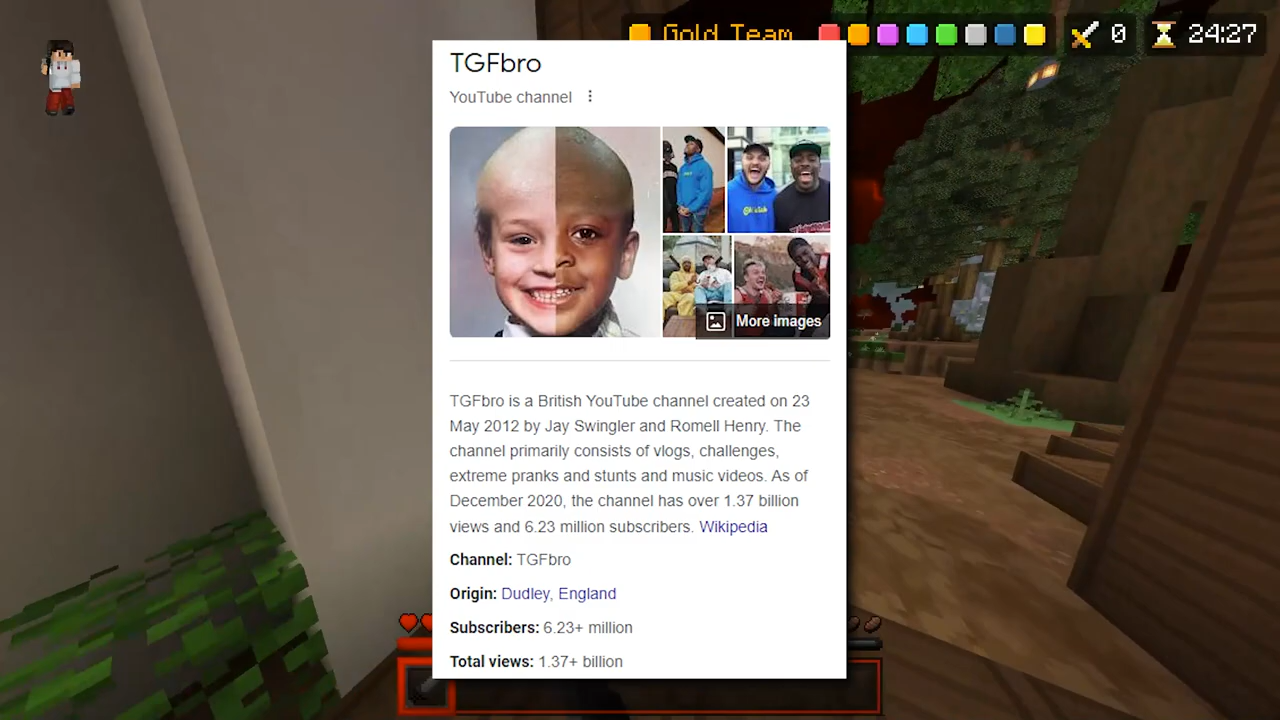 Gold Team
0
24:27
TGFbro
YouTube channel
More images
TGFbro is a British YouTube channel created on 23
May 2012 by Jay Swingler and Romell Henry. The
channel primarily consists of vlogs, challenges,
extreme pranks and stunts and music videos. As of
December 2020, the channel has over 1.37 billion
views and 6.23 million subscribers. Wikipedia
Channel: TGFbro
Origin: Dudley, England
Subscribers: 6.23+ million
Total views: 1.37+ billion